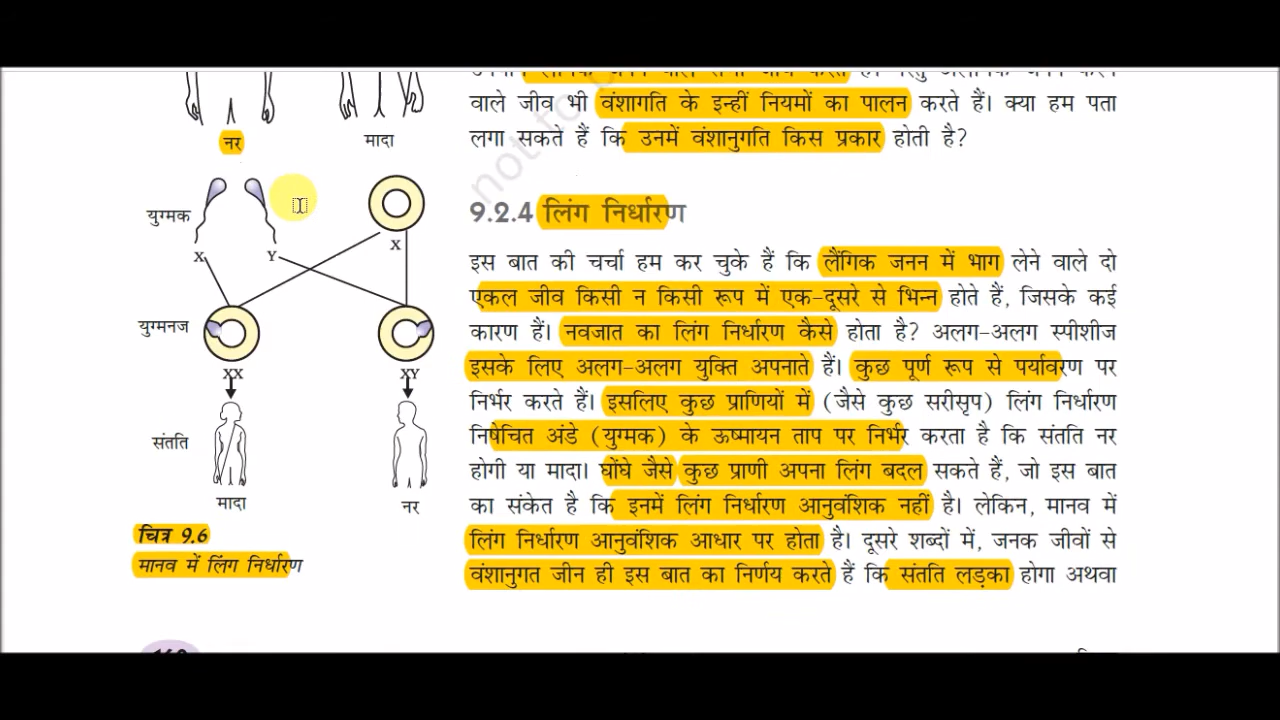 वाले जीव भी वंशागति के इन्हीं नियमों का पालन करते हैं। क्या हम पता
लगा सकते हैं कि उनमें वंशानुगति किस प्रकार होती है?
नर
मादा
युग्मक
X
Y
X
युग्मनज
XX
XY
संतति
मादा
नर
चित्र 9.6
मानव में लिंग निर्धारण
not to
9.2.4 लिंग निर्धारण
इस बात की चर्चा हम कर चुके हैं कि लैंगिक जनन में भाग लेने वाले दो
एकल जीव किसी न किसी रूप में एक-दूसरे से भिन्न होते हैं, जिसके कई
कारण हैं। नवजात का लिंग निर्धारण कैसे होता है? अलग-अलग स्पीशीज
इसके लिए अलग-अलग युक्ति अपनाते हैं। कुछ पूर्ण रूप से पर्यावरण पर
निर्भर करते हैं। इसलिए कुछ प्राणियों में (जैसे कुछ सरीसृप) लिंग निर्धारण
निषेचित अंडे (युग्मक) के ऊष्मायन ताप पर निर्भर करता है कि संतति नर
होगी या मादा। घोंघे जैसे कुछ प्राणी अपना लिंग बदल सकते हैं, जो इस बात
का संकेत है कि इनमें लिंग निर्धारण आनुवंशिक नहीं है। लेकिन, मानव में
लिंग निर्धारण आनुवंशिक आधार पर होता है। दूसरे शब्दों में, जनक जीवों से
वंशानुगत जीन ही इस बात का निर्णय करते हैं कि संतति लड़का होगा अथवा